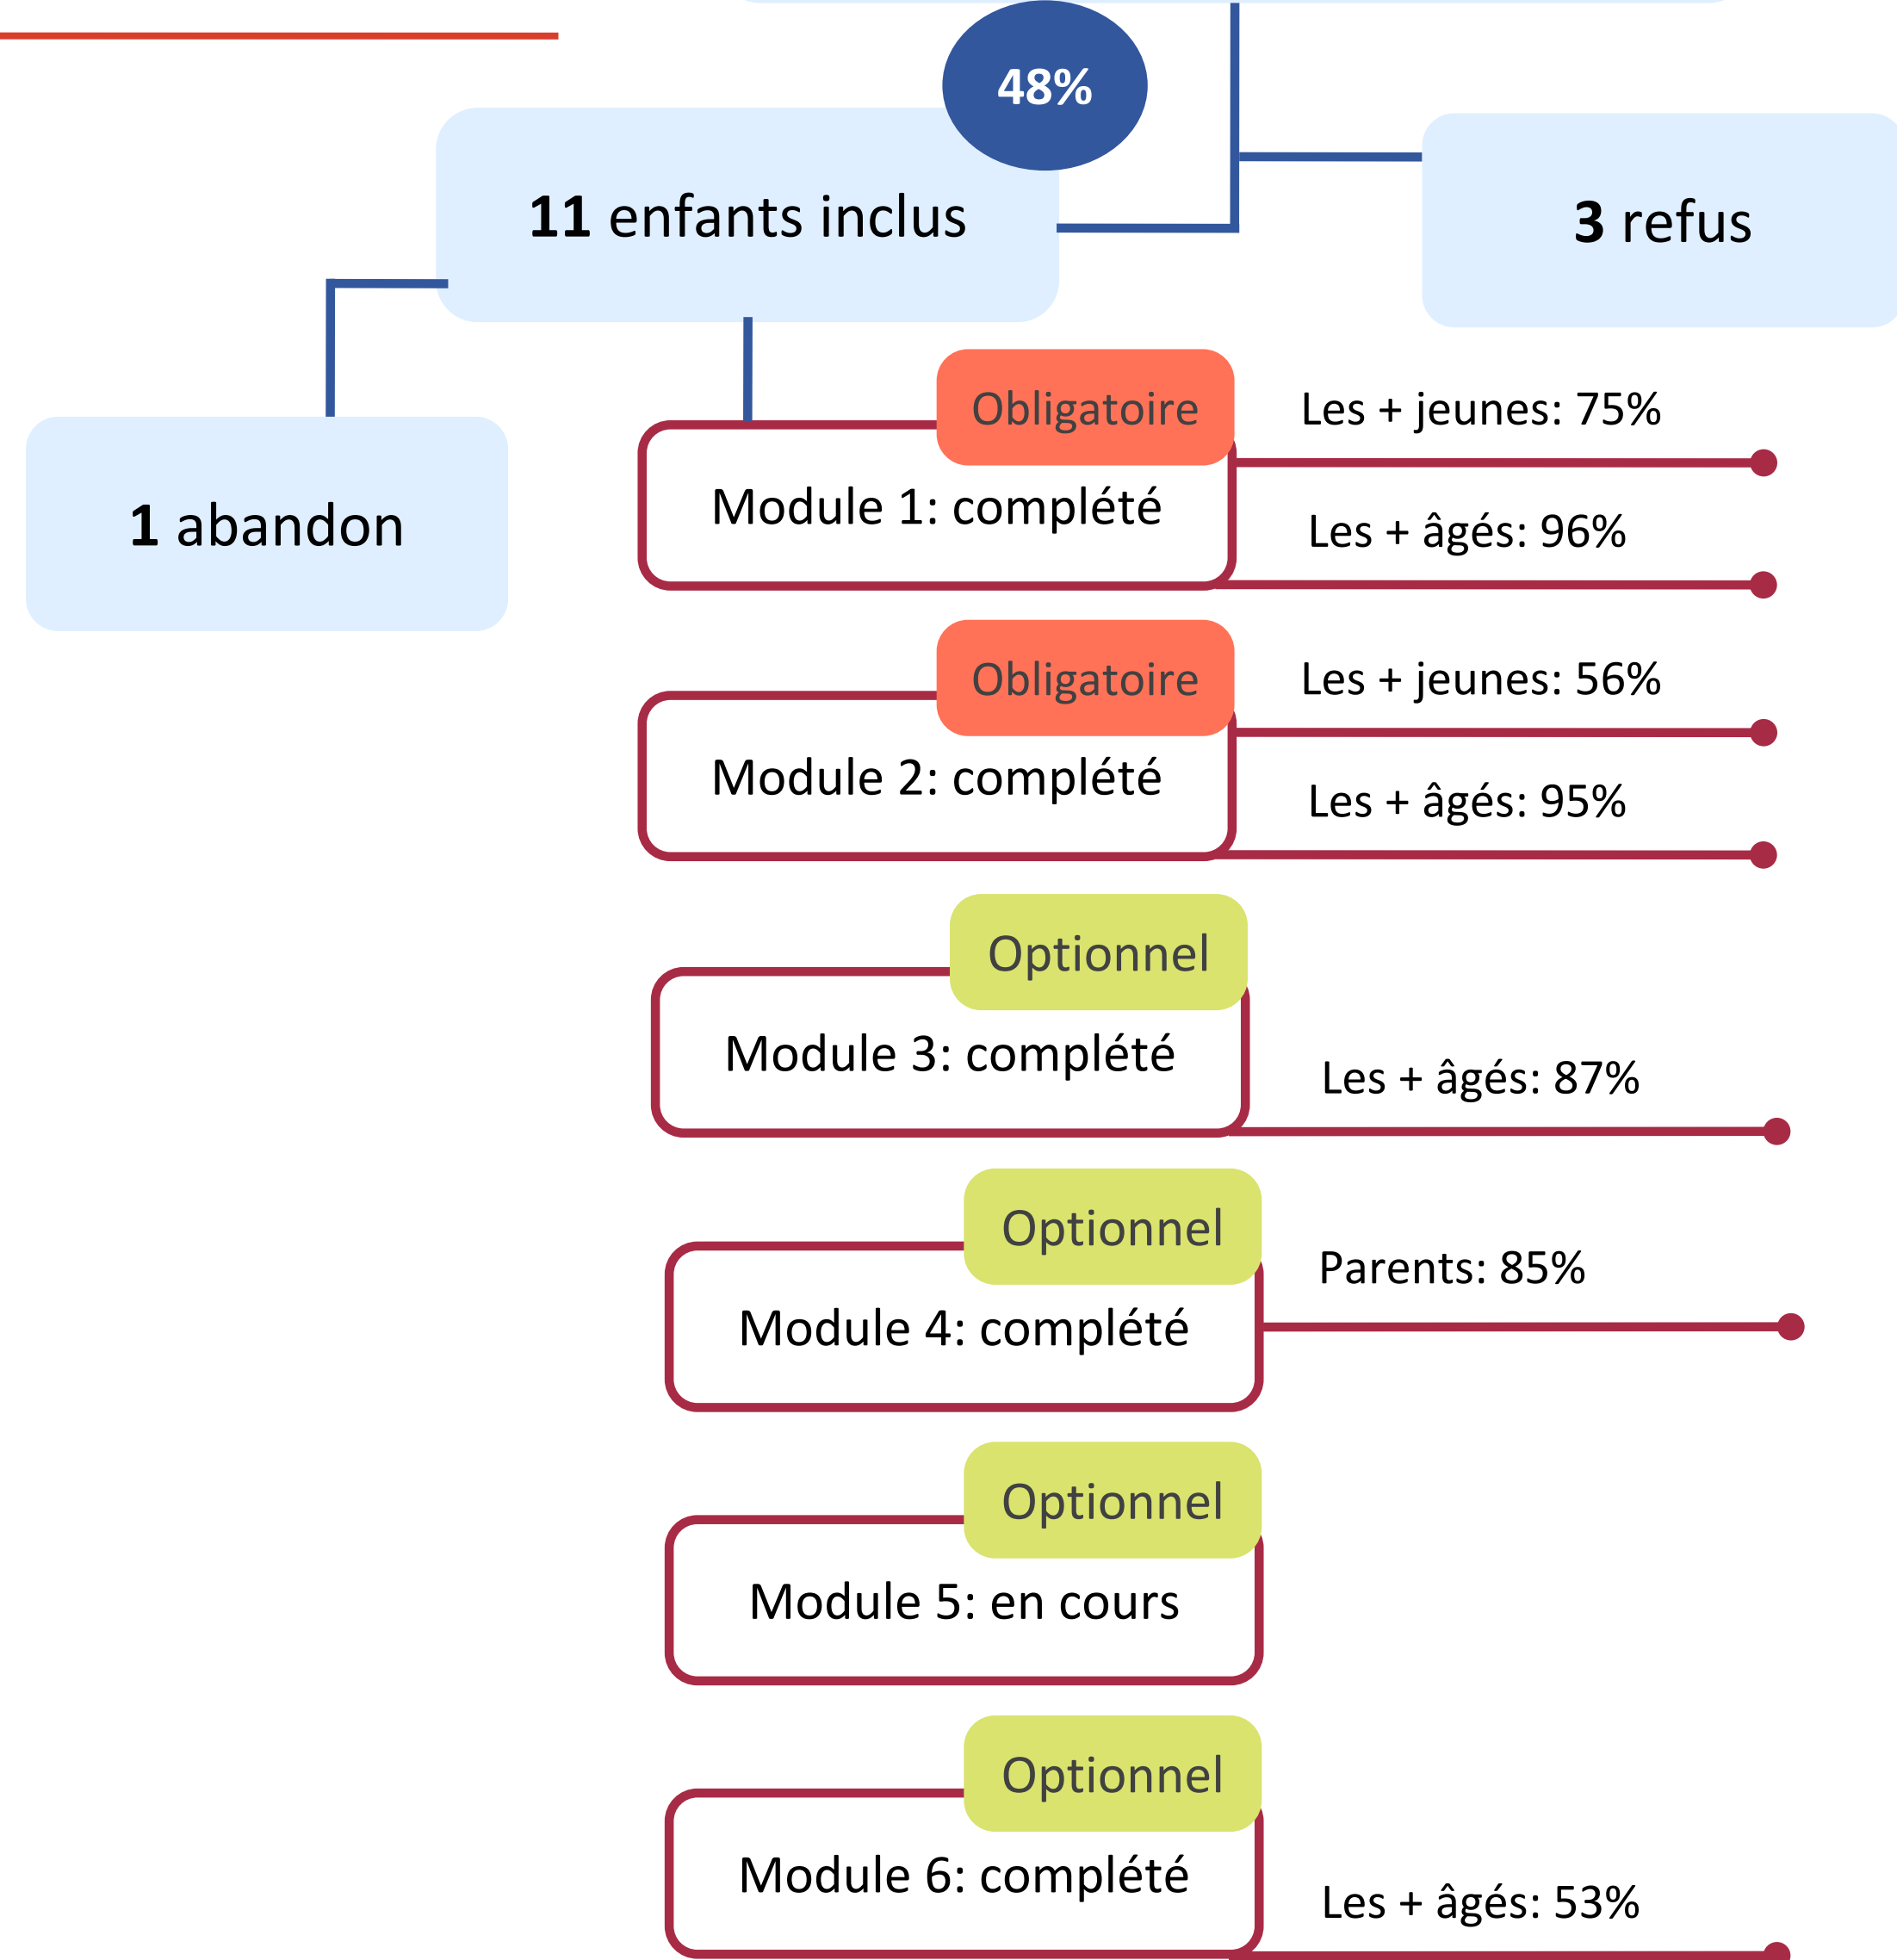 48%
11 enfants inclus
3 refus
1 abandon
Obligatoire
Module 1: complété
Les + jeunes: 75%
Les + âgés: 96%
Obligatoire
Module 2: complété
Les + jeunes: 56%
Les + âgés: 95%
Optionnel
Module 3: complété
Les + âgés: 87%
Optionnel
Module 4: complété
Parents: 85%
Optionnel
Module 5: en cours
Optionnel
Module 6: complété
Les + âgés: 53%